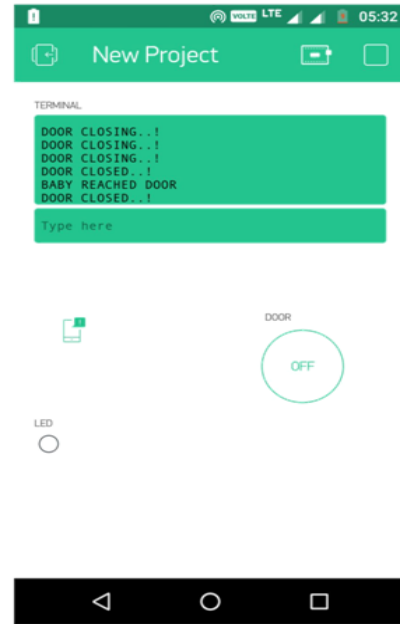 VOLTE LTE 05:32
New Project
TERMINAL
DOOR CLOSING..!
DOOR CLOSING..!
DOOR CLOSING..!
DOOR CLOSED..!
BABY REACHED DOOR
DOOR CLOSED..!
Type here
DOOR
OFF
LED